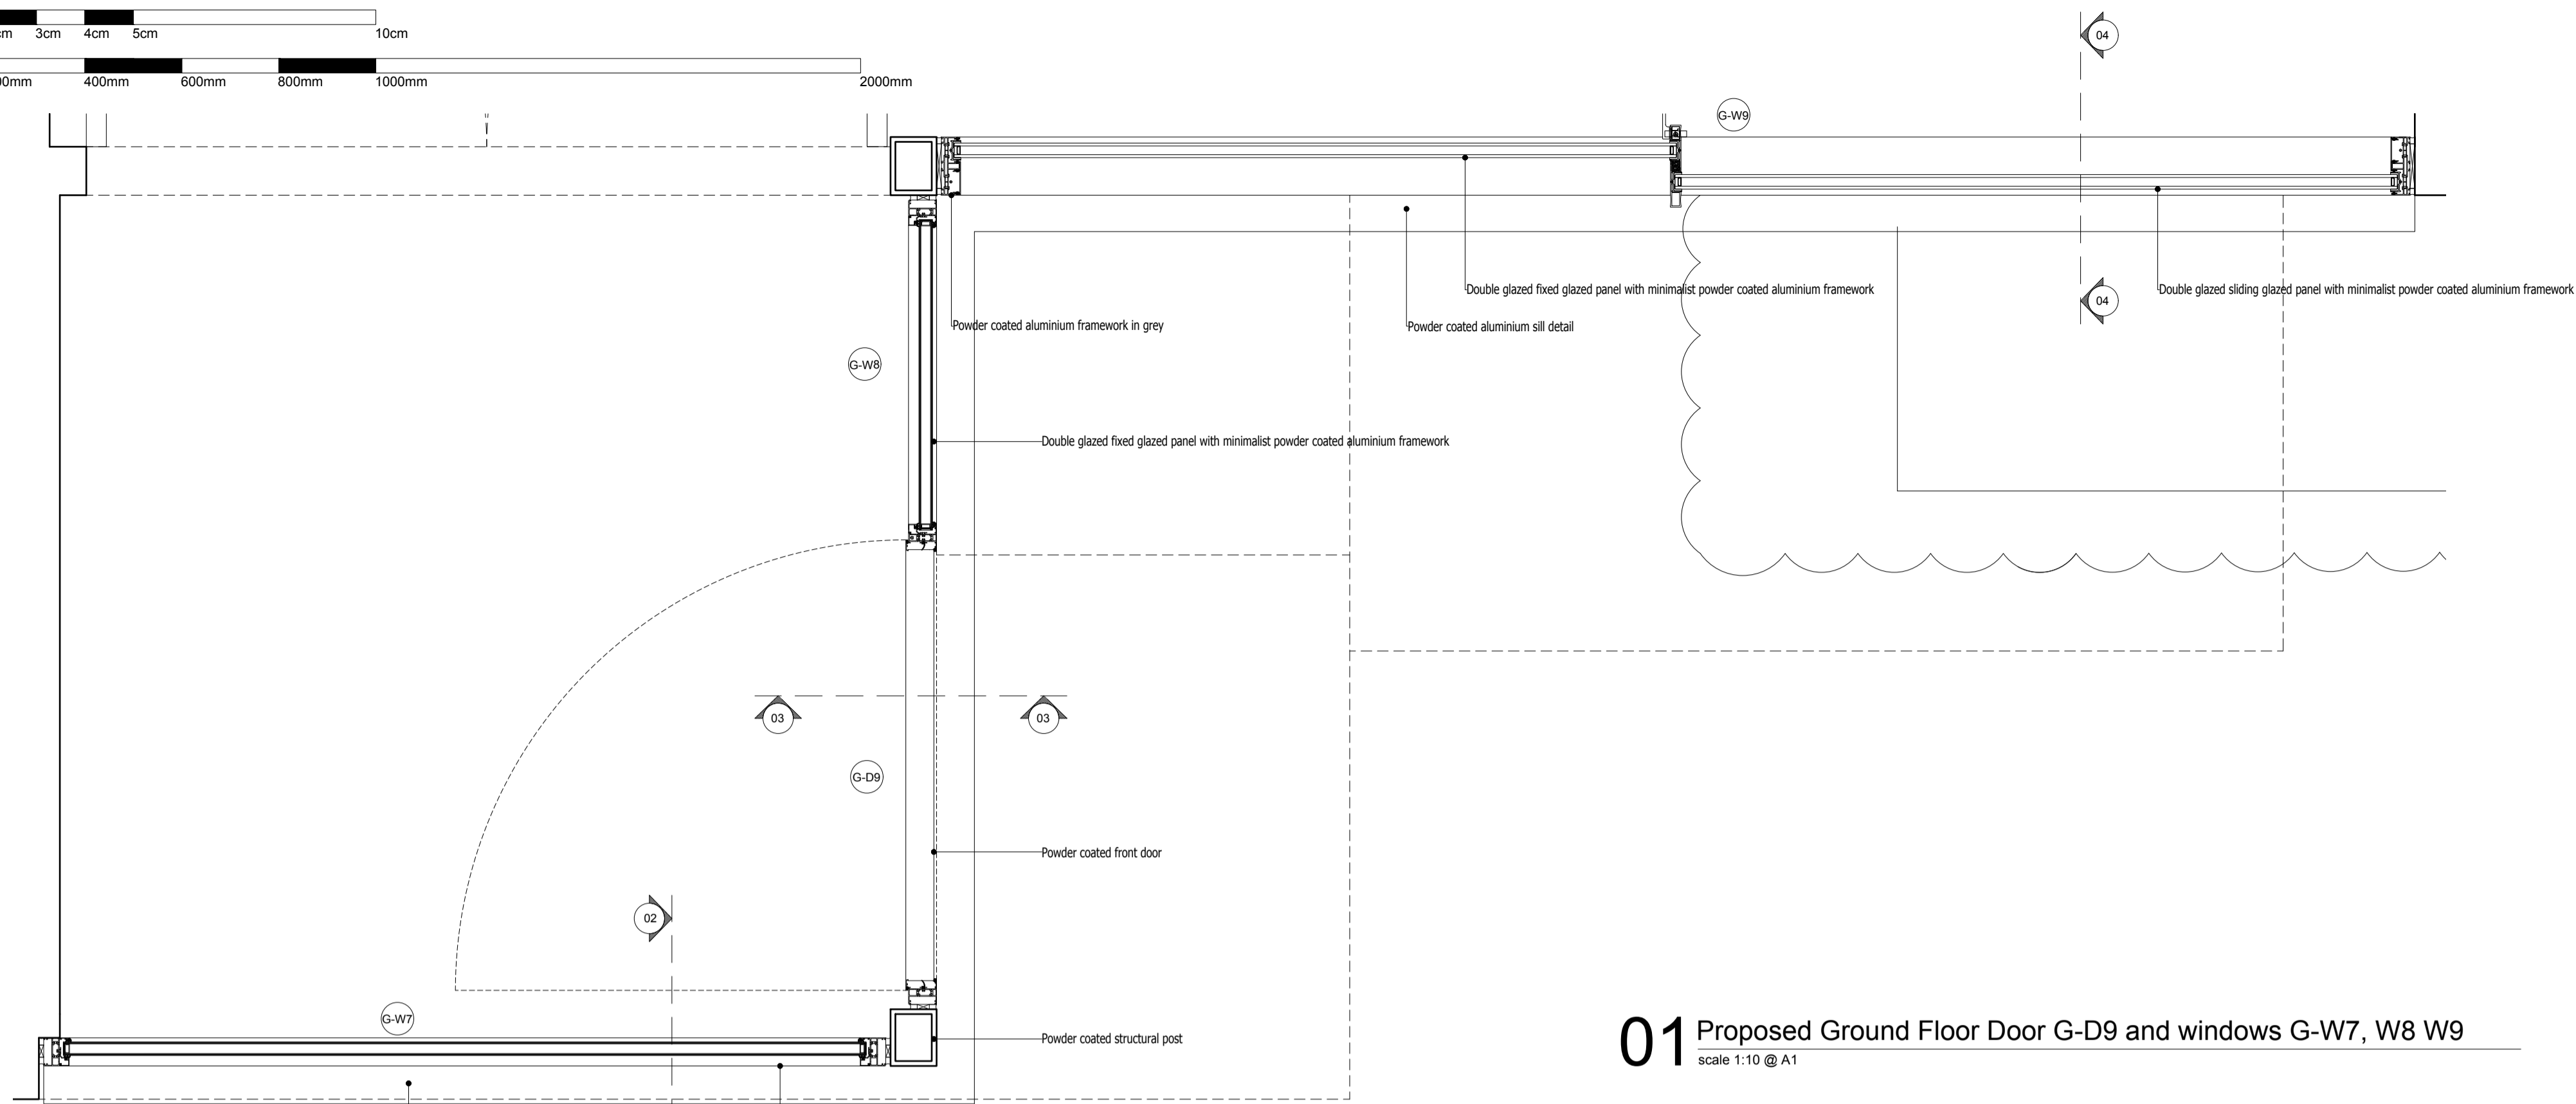 3cm 4cm 5cm 10cm
400mm 600mm 800mm 1000mm 2000mm
04
G-W9
Double glazed fixed glazed panel with minimalist powder coated aluminium framework
Double glazed sliding glazed panel with minimalist powder coated aluminium framework
04
Powder coated aluminium framework in grey
Powder coated aluminium sill detail
G-W8
Double glazed fixed glazed panel with minimalist powder coated aluminium framework
03
03
G-D9
Powder coated front door
02
G-W7
Powder coated structural post
01 Proposed Ground Floor Door G-D9 and windows G-W7, W8 W9
scale 1:10 @ A1